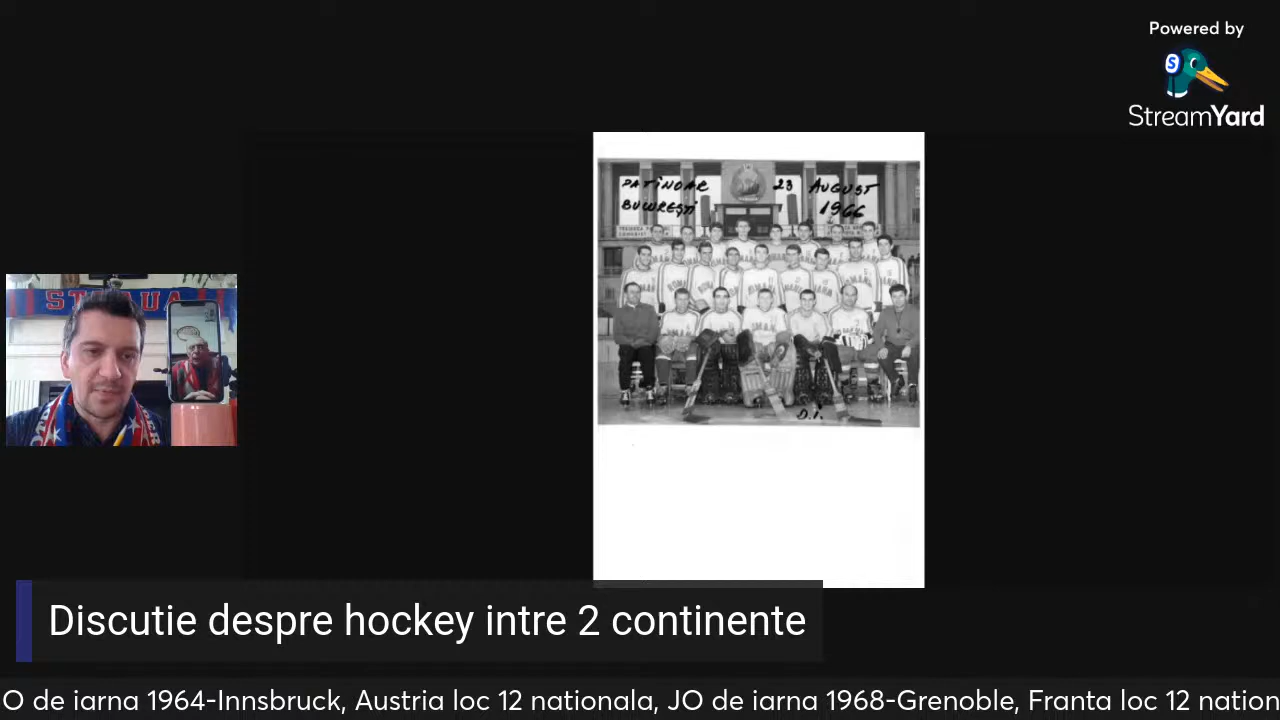 Powered by
S
StreamYard
PATINOAR 23 AUGUST
BUCUREȘTI 1966
STEAUA
D.I.
Discutie despre hockey intre 2 continente
O de iarna 1964-Innsbruck, Austria loc 12 nationala, JO de iarna 1968-Grenoble, Franta loc 12 nation